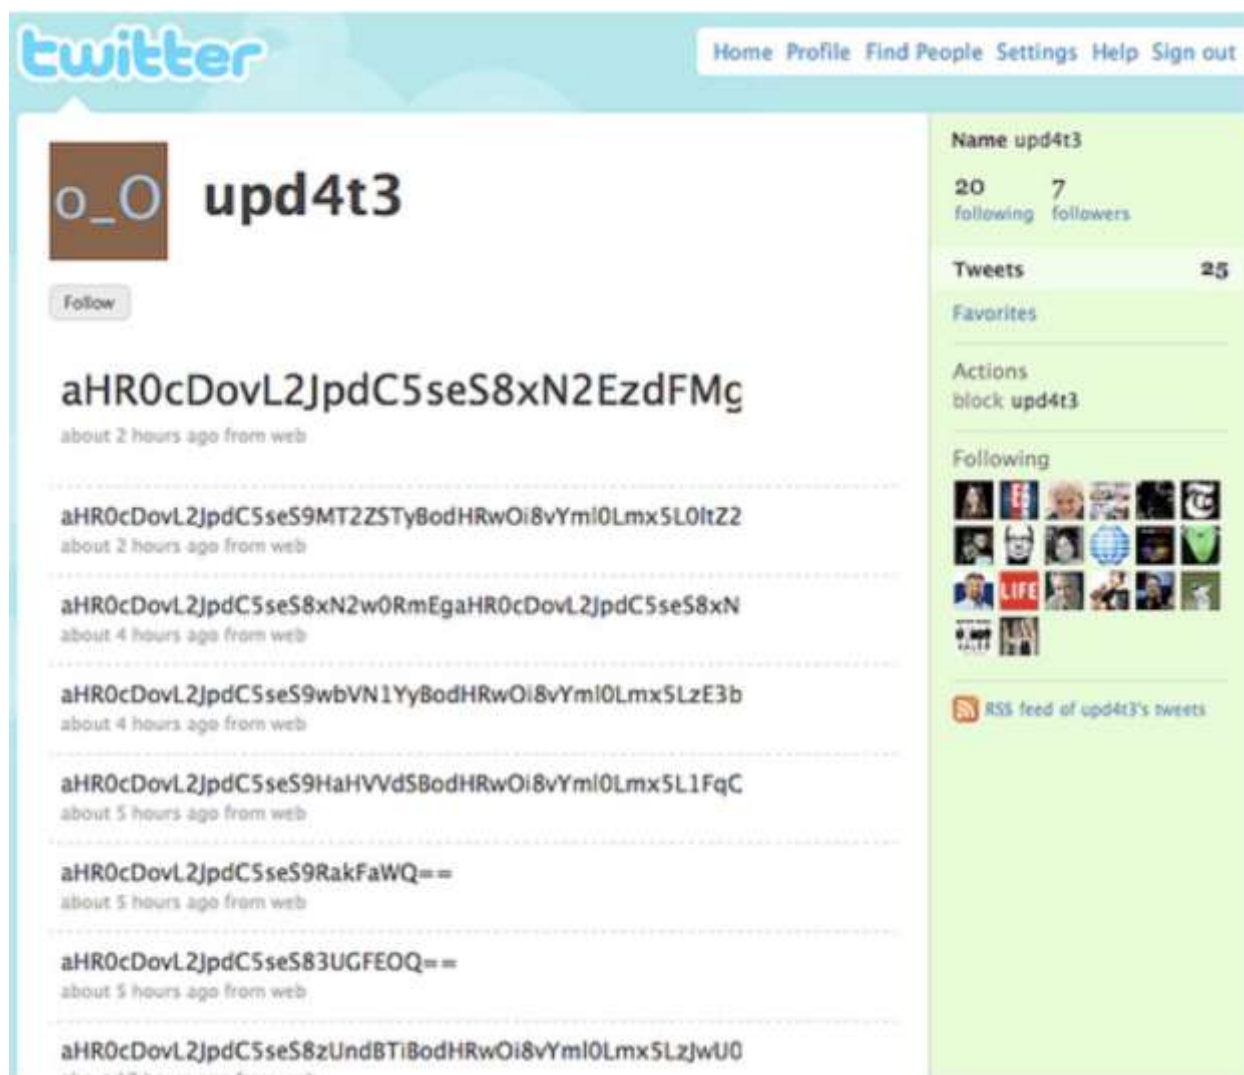 twitter
Home Profile Find People Settings Help Sign out
o_O
upd4t3
Follow
aHR0cDovL2JpdC5seS8xN2EzdFMg
about 2 hours ago from web
aHR0cDovL2JpdC5seS9MT2ZSTyBodHRwOi8vYml0Lmx5L0ltZ2
about 2 hours ago from web
aHR0cDovL2JpdC5seS8xN2w0RmEgaHR0cDovL2JpdC5seS8xN
about 4 hours ago from web
aHR0cDovL2JpdC5seS9wbVN1YyBodHRwOi8vYml0Lmx5LzE3b
about 4 hours ago from web
aHR0cDovL2JpdC5seS9HaHVVdSBodHRwOi8vYml0Lmx5L1FqC
about 5 hours ago from web
aHR0cDovL2JpdC5seS9RakFaWQ==
about 5 hours ago from web
aHR0cDovL2JpdC5seS83UGFEOQ==
about 5 hours ago from web
aHR0cDovL2JpdC5seS8zUndBTiBodHRwOi8vYml0Lmx5LzJwU0
Name upd4t3
20 7
following followers
Tweets 25
Favorites
Actions
block upd4t3
Following
LIFE
RSS feed of upd4t3's tweets